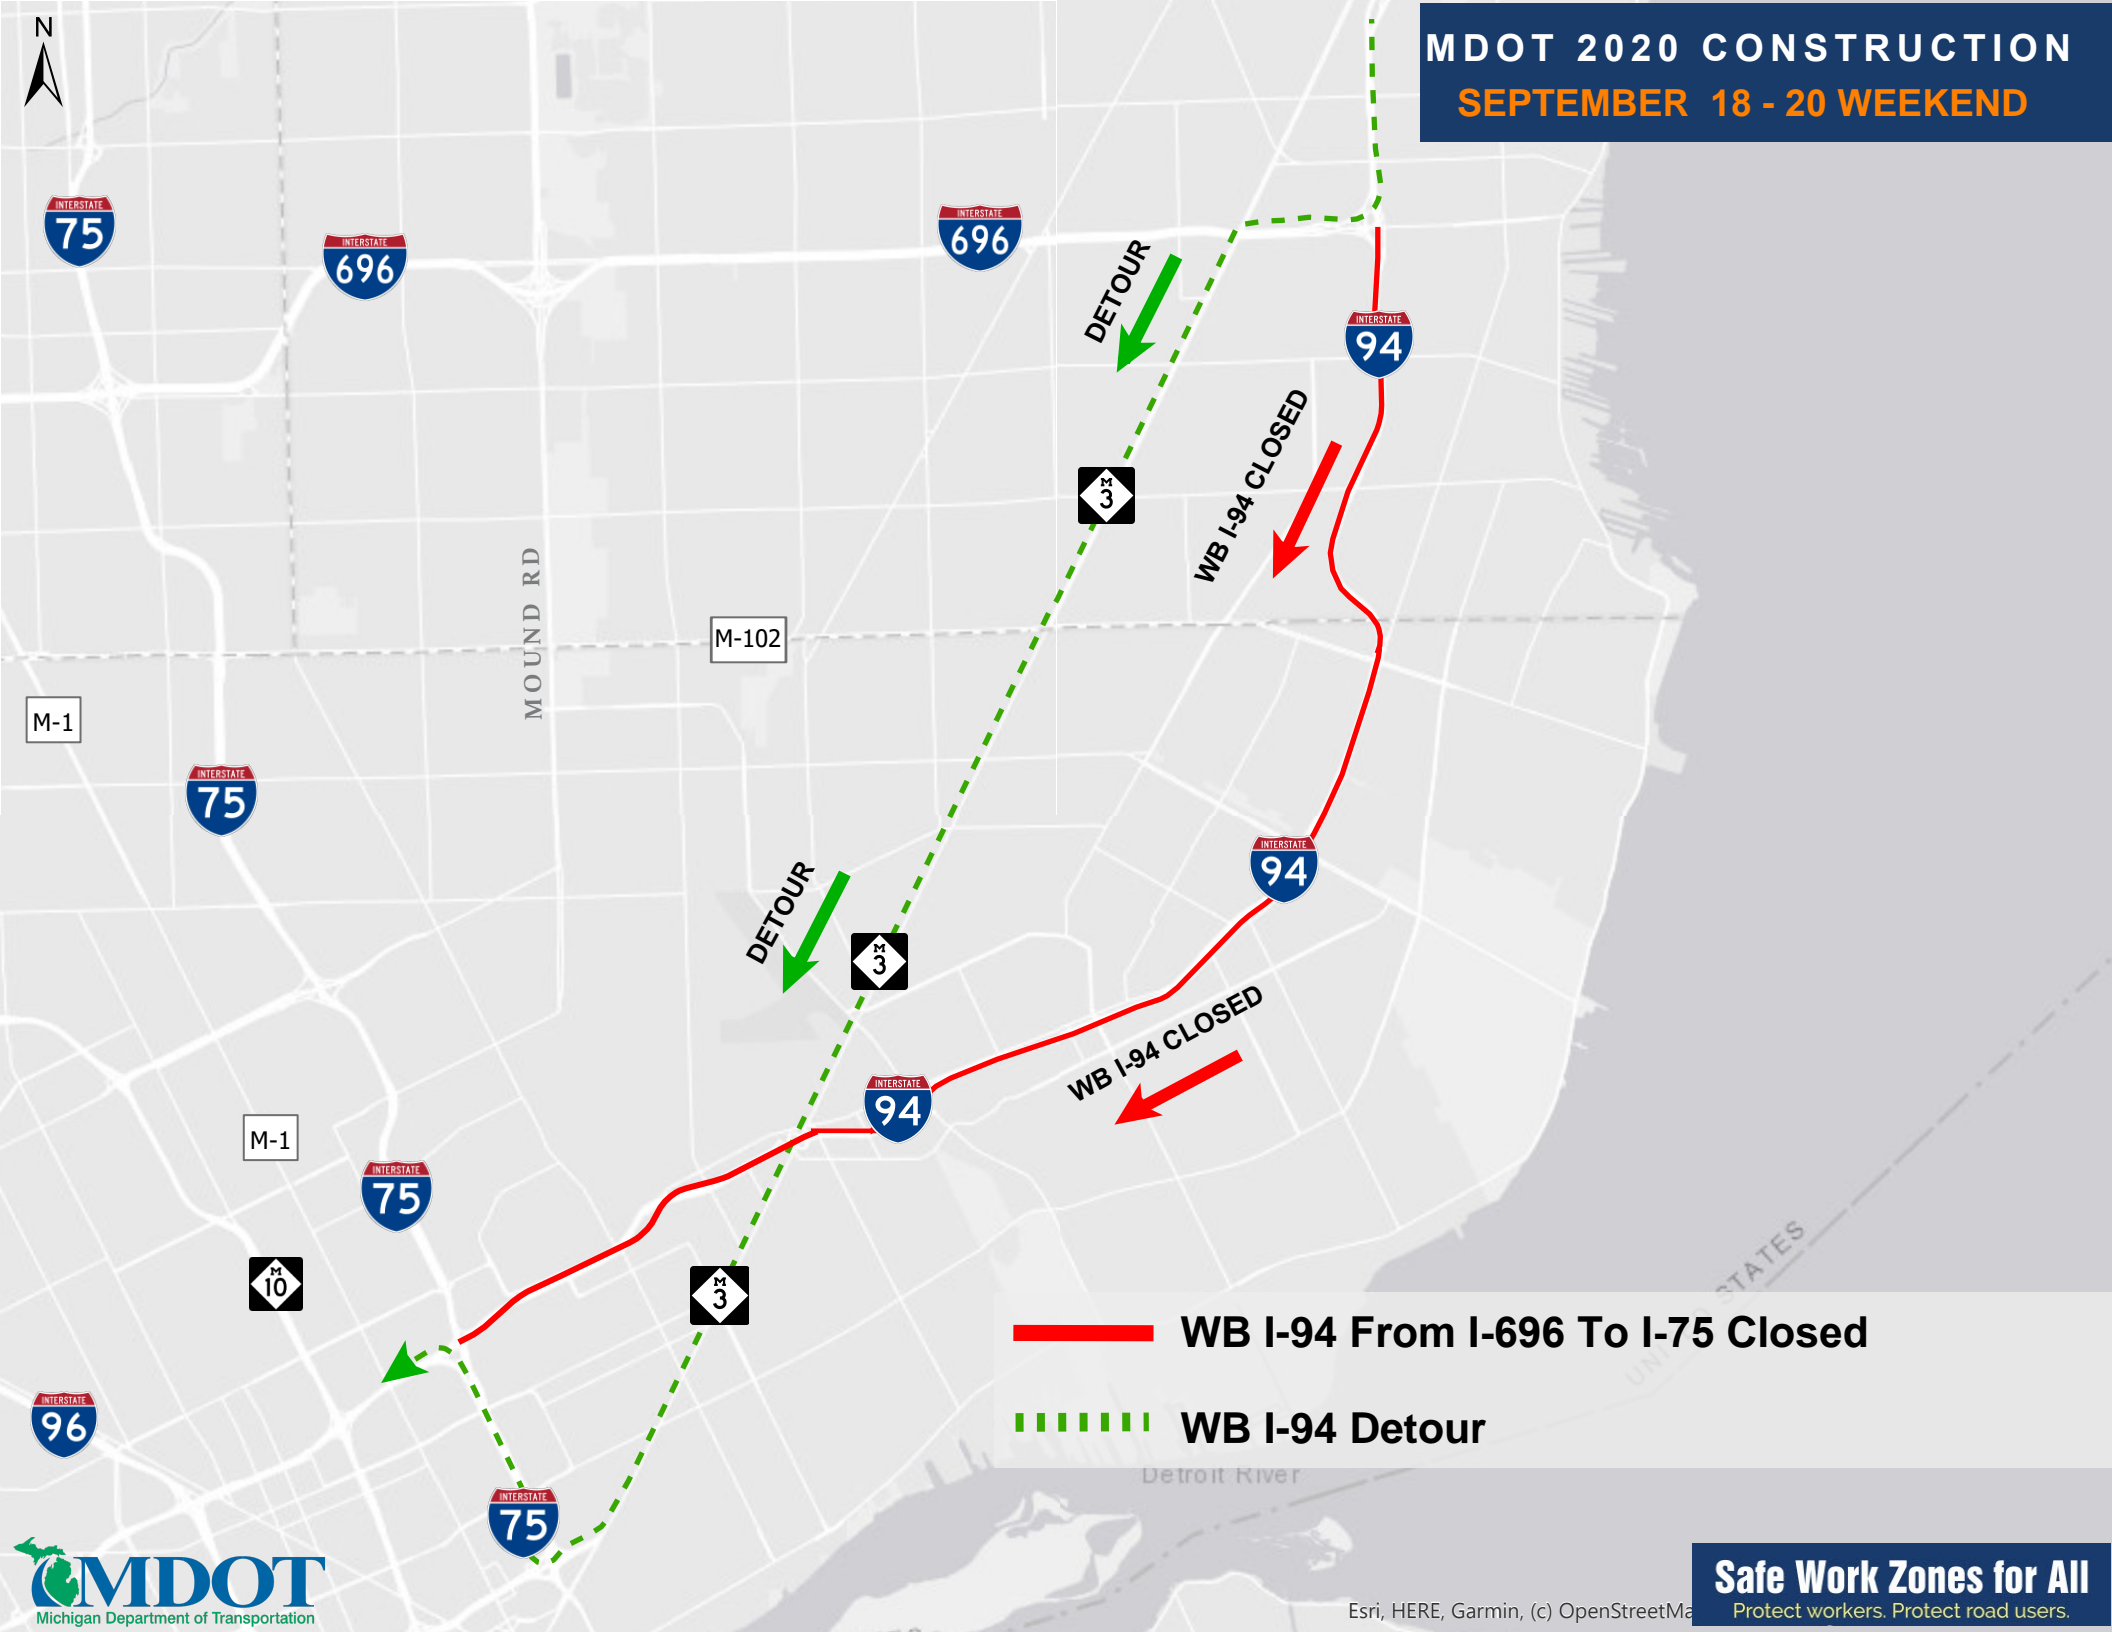 N
MDOT 2020 CONSTRUCTION
SEPTEMBER 18 - 20 WEEKEND
INTERSTATE
75
INTERSTATE
696
INTERSTATE
696
DETOUR
INTERSTATE
94
WB I-94 CLOSED
M
3
MOUND RD
M-102
M-1
INTERSTATE
75
INTERSTATE
94
DETOUR
M
3
WB I-94 CLOSED
INTERSTATE
94
M-1
INTERSTATE
75
M
10
M
3
UNITED STATES
WB I-94 From I-696 To I-75 Closed
WB I-94 Detour
INTERSTATE
96
Detroit River
INTERSTATE
75
MDOT
Michigan Department of Transportation
Safe Work Zones for All
Protect workers. Protect road users.
Esri, HERE, Garmin, (c) OpenStreetMa